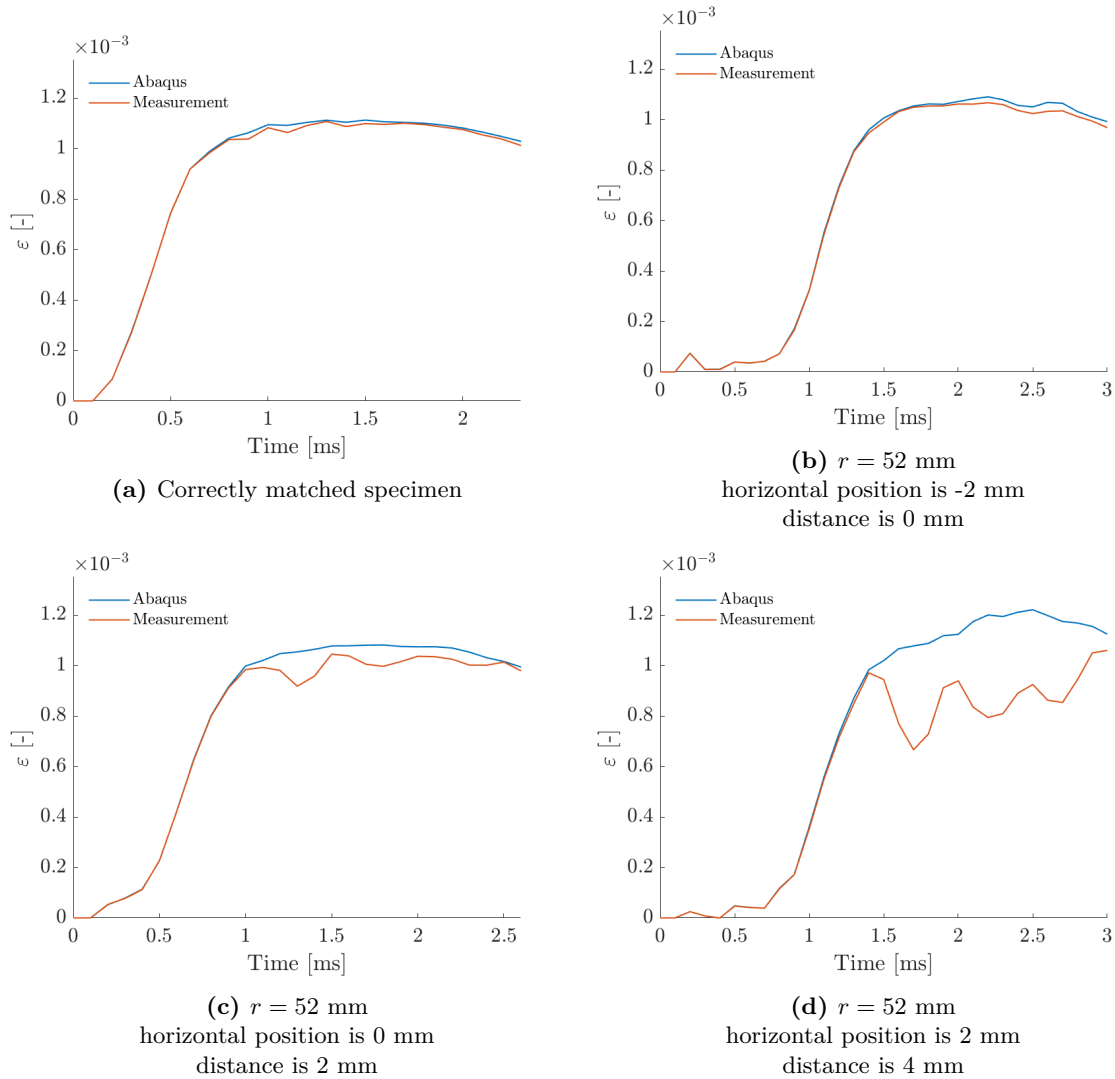 ×10⁻³
Abaqus
Measurement
1.2
1
0.8
0.6
0.4
0.2
0
ε [-]
0 0.5 1 1.5 2
Time [ms]
(a) Correctly matched specimen
×10⁻³
Abaqus
Measurement
1.2
1
0.8
0.6
0.4
0.2
0
ε [-]
0 0.5 1 1.5 2 2.5 3
Time [ms]
(b) r = 52 mm
horizontal position is -2 mm
distance is 0 mm
×10⁻³
Abaqus
Measurement
1.2
1
0.8
0.6
0.4
0.2
0
ε [-]
0 0.5 1 1.5 2 2.5
Time [ms]
(c) r = 52 mm
horizontal position is 0 mm
distance is 2 mm
×10⁻³
Abaqus
Measurement
1.2
1
0.8
0.6
0.4
0.2
0
ε [-]
0 0.5 1 1.5 2 2.5 3
Time [ms]
(d) r = 52 mm
horizontal position is 2 mm
distance is 4 mm